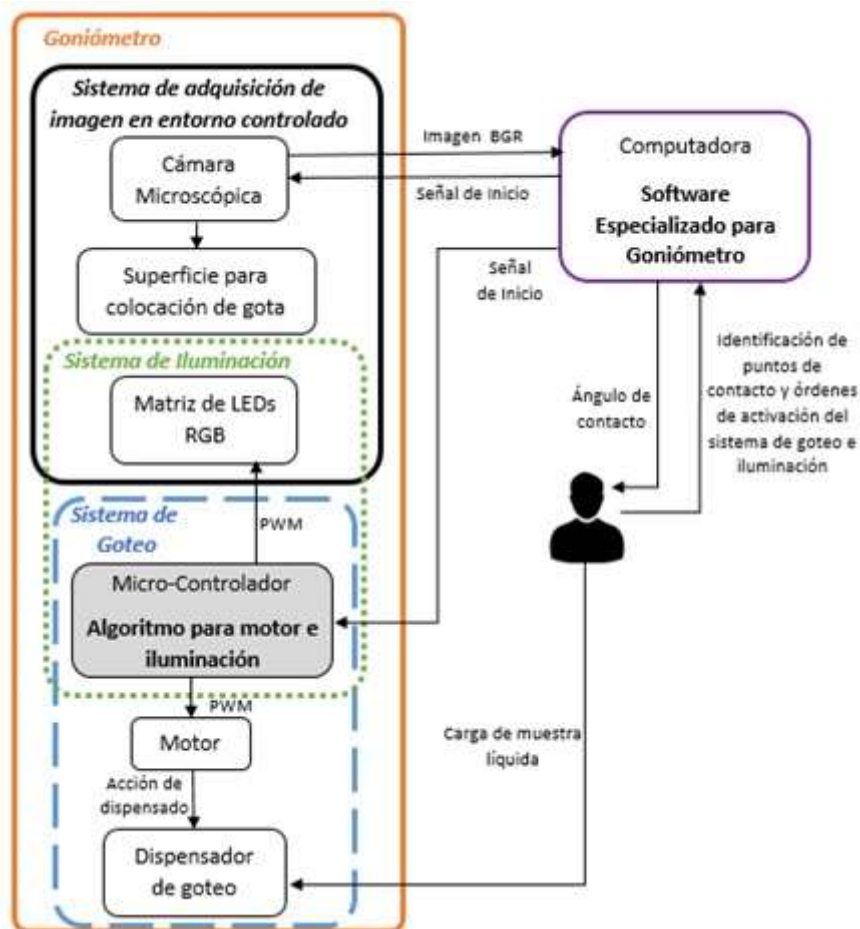 Goniómetro
Sistema de adquisición de
imagen en entorno controlado
Cámara
Microscópica
Superficie para
colocación de gota
Sistema de Iluminación
Matriz de LEDs
RGB
PWM
Sistema de
Goteo
Micro-Controlador
Algoritmo para motor e
iluminación
PWM
Motor
Acción de
dispensado
Dispensador
de goteo
Imagen BGR
Señal de Inicio
Señal
de Inicio
Computadora
Software
Especializado para
Goniómetro
Ángulo de
contacto
Identificación de
puntos de
contacto y órdenes
de activación del
sistema de goteo e
iluminación
Carga de muestra
líquida